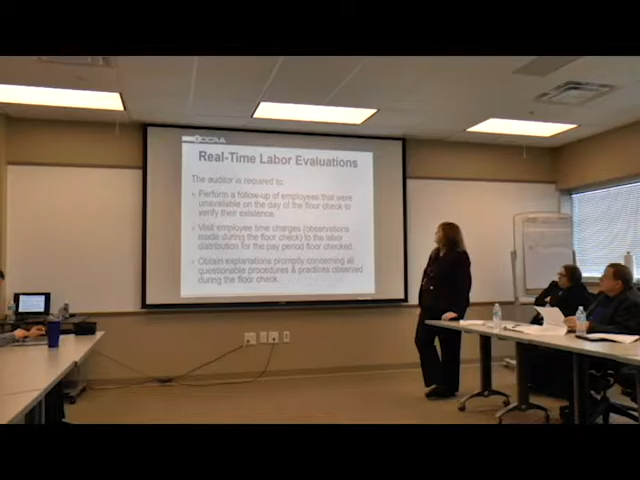 DCAA
Real-Time Labor Evaluations
The auditor is required to:
Perform a follow-up of employees that were
unavailable on the day of the floor check to
verify their existence.
Visit employee time charges (observations
made during the floor check) to the labor
distribution for the pay period floor checked.
Obtain explanations promptly concerning all
questionable procedures & practices observed
during the floor check.